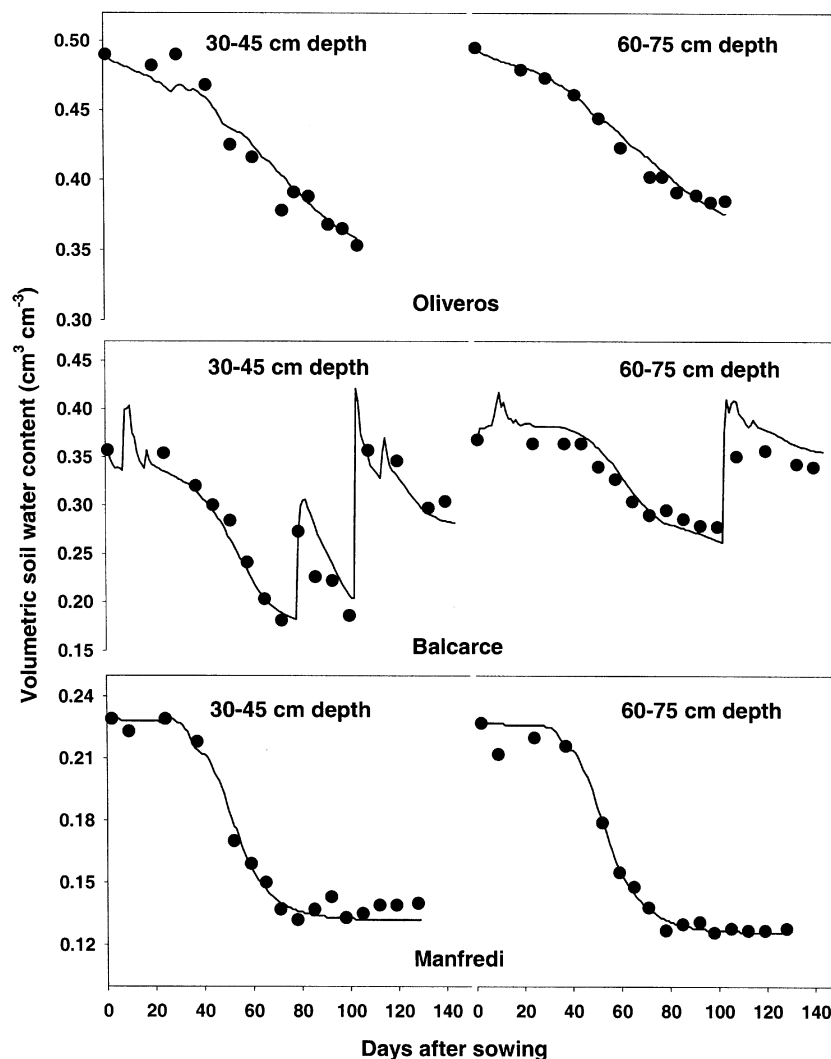 Volumetric soil water content (cm³ cm⁻³)
0.50
0.45
0.40
0.35
0.30
30-45 cm depth
60-75 cm depth
Oliveros
0.47
0.40
0.35
0.30
0.25
0.20
0.15
30-45 cm depth
60-75 cm depth
Balcarce
0.24
0.21
0.18
0.15
0.12
30-45 cm depth
60-75 cm depth
Manfredi
0 20 40 60 80 100 120 140
0 20 40 60 80 100 120 140
Days after sowing